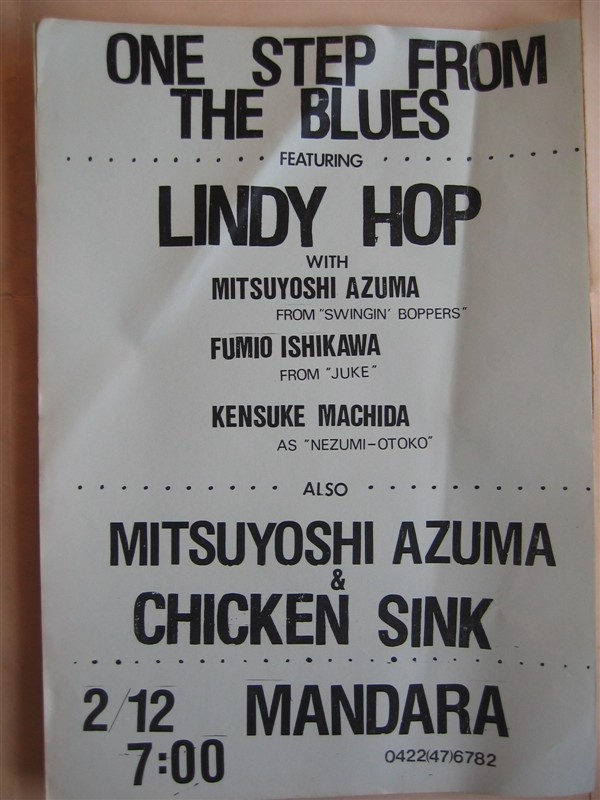 ONE STEP FROM
THE BLUES
FEATURING
LINDY HOP
WITH
MITSUYOSHI AZUMA
FROM "SWINGIN' BOPPERS"
FUMIO ISHIKAWA
FROM "JUKE"
KENSUKE MACHIDA
AS "NEZUMI-OTOKO"
ALSO
MITSUYOSHI AZUMA
&
CHICKEN SINK
2/12 MANDARA
7:00 0422(47)6782